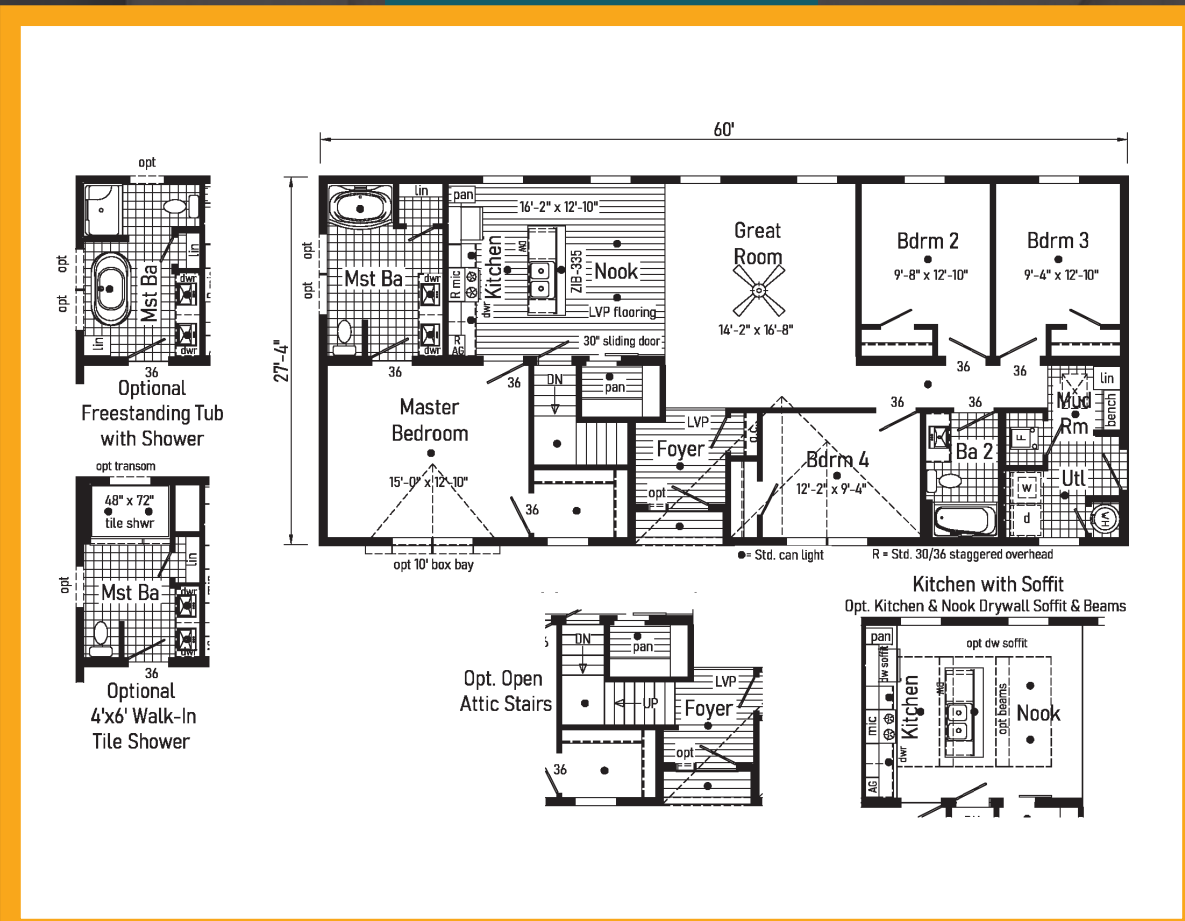 60'
27'-4"
opt
opt
opt
Mst Ba
lin
lin
dwr
dwr
36
Optional
Freestanding Tub
with Shower
opt transom
48" x 72"
tile shwr
opt
Mst Ba
lin
dwr
dwr
36
Optional
4'x6' Walk-In
Tile Shower
opt
opt
Mst Ba
lin
dwr
dwr
36
pan
16'-2" x 12'-10"
Kitchen
R mic
dwr
R
AG
DW
ZIB-335
Nook
LVP flooring
30" sliding door
Great
Room
14'-2" x 16'-8"
Bdrm 2
9'-8" x 12'-10"
Bdrm 3
9'-4" x 12'-10"
36
36
36
36
Master
Bedroom
15'-0" x 12'-10"
36
36
opt 10' box bay
DN
pan
LVP
Foyer
opt
Bdrm 4
12'-2" x 9'-4"
Ba 2
Mud
Rm
lin
bench
F
Utl
w
d
WH
= Std. can light
R = Std. 30/36 staggered overhead
Opt. Open
Attic Stairs
DN
pan
UP
LVP
Foyer
opt
36
Kitchen with Soffit
Opt. Kitchen & Nook Drywall Soffit & Beams
pan
opt dw soffit
dw soffit
Kitchen
mic
dwr
AG
DW
opt beams
Nook